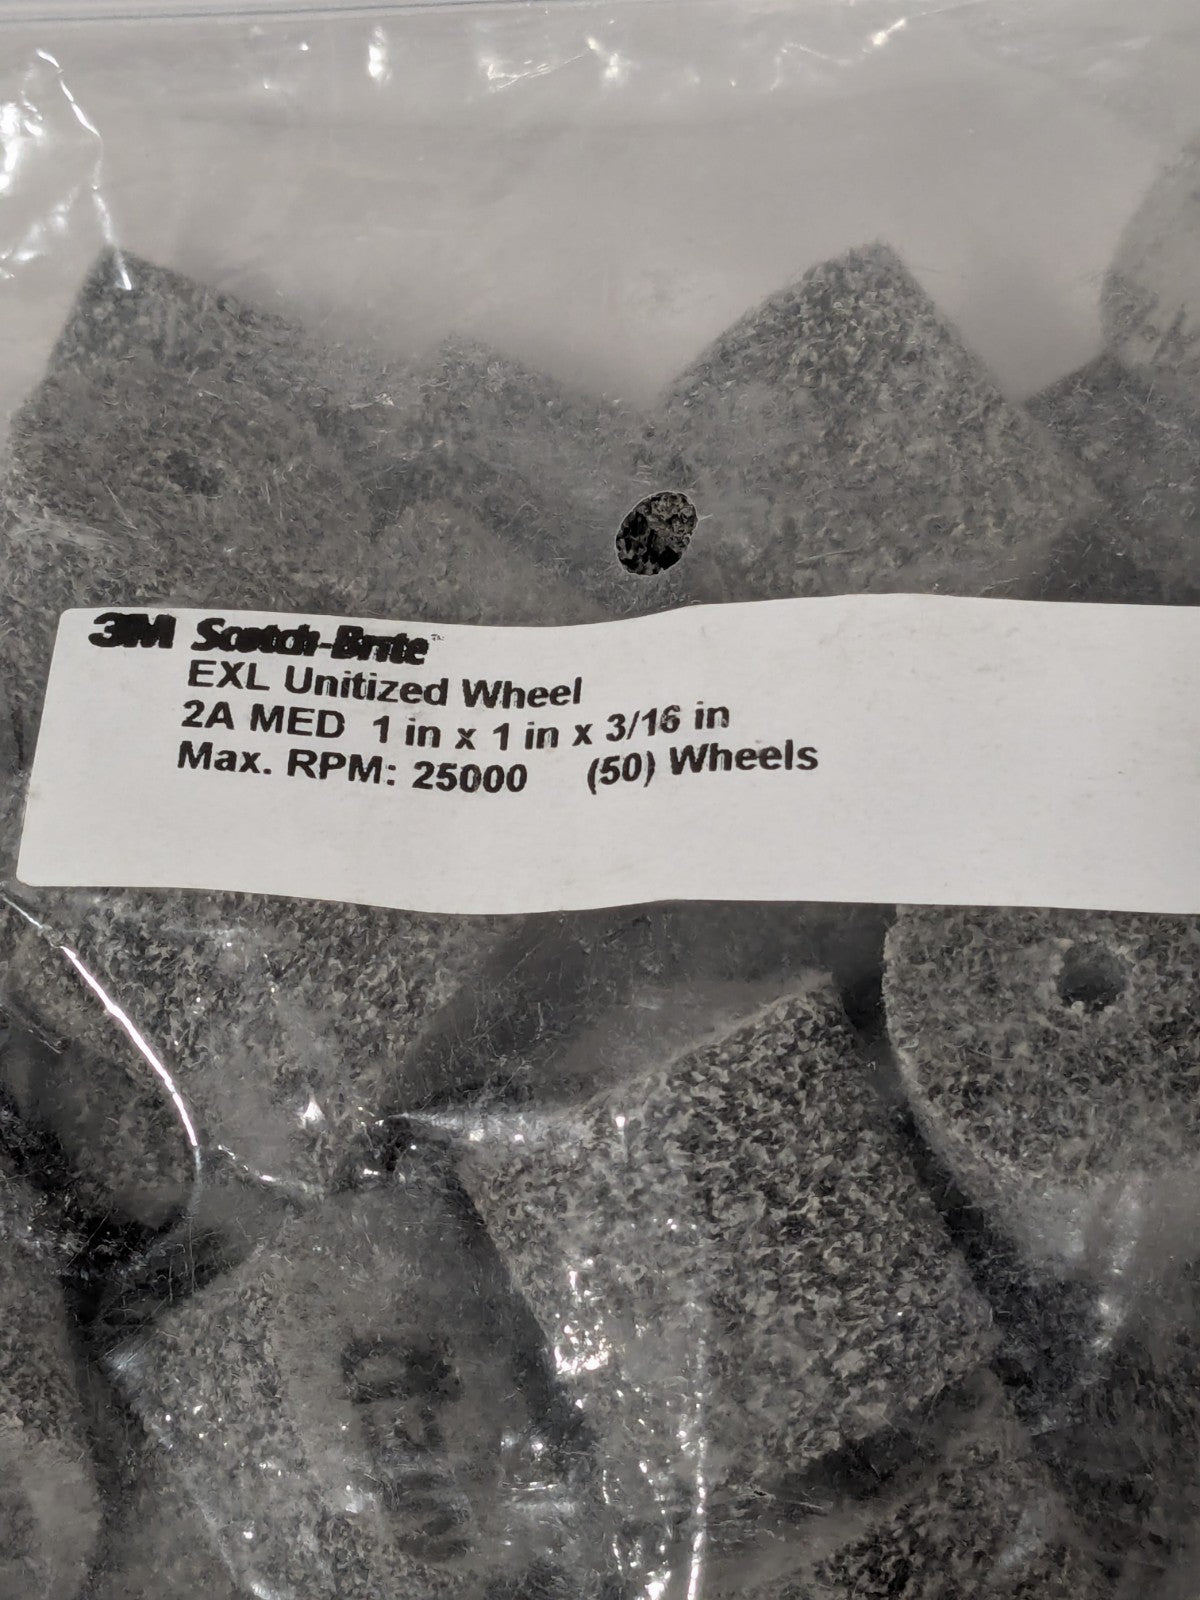 3M Scotch-Brite™
EXL Unitized Wheel
2A MED 1 in x 1 in x 3/16 in
Max. RPM: 25000 (50) Wheels